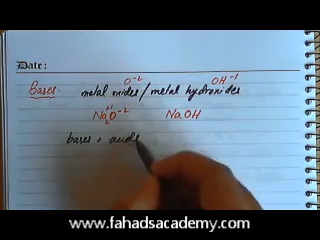 Date:
Bases: metal oxides / metal hydroxides
O⁻² OH⁻¹
Na₂⁺¹O⁻² NaOH
bases + acids
www.fahadsacademy.com